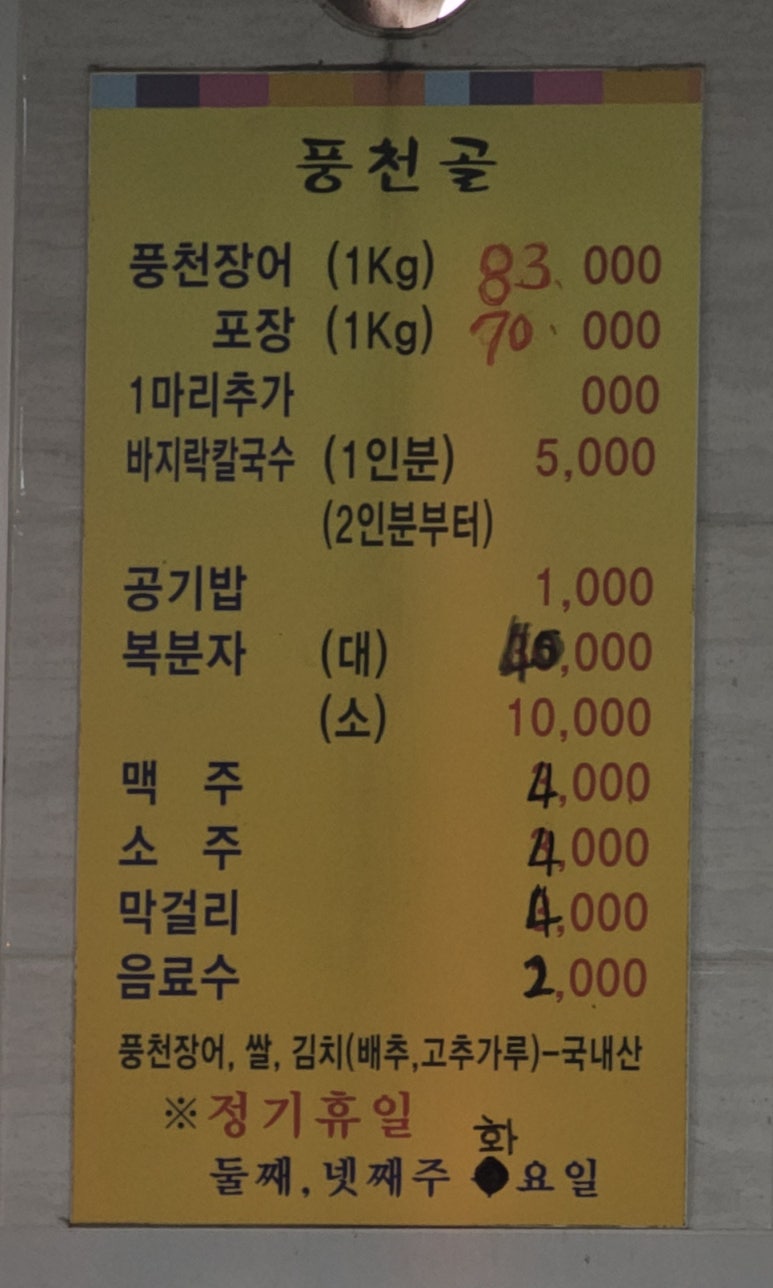 풍천골
풍천장어 (1Kg) 83.000
포장 (1Kg) 70.000
1마리추가 000
바지락칼국수 (1인분) 5,000
(2인분부터)
공기밥 1,000
복분자 (대) ,000
(소) 10,000
맥 주 4,000
소 주 4,000
막걸리 4,000
음료수 2,000
풍천장어, 쌀, 김치(배추,고추가루)-국내산
※정기휴일
화
둘째, 넷째주 요일